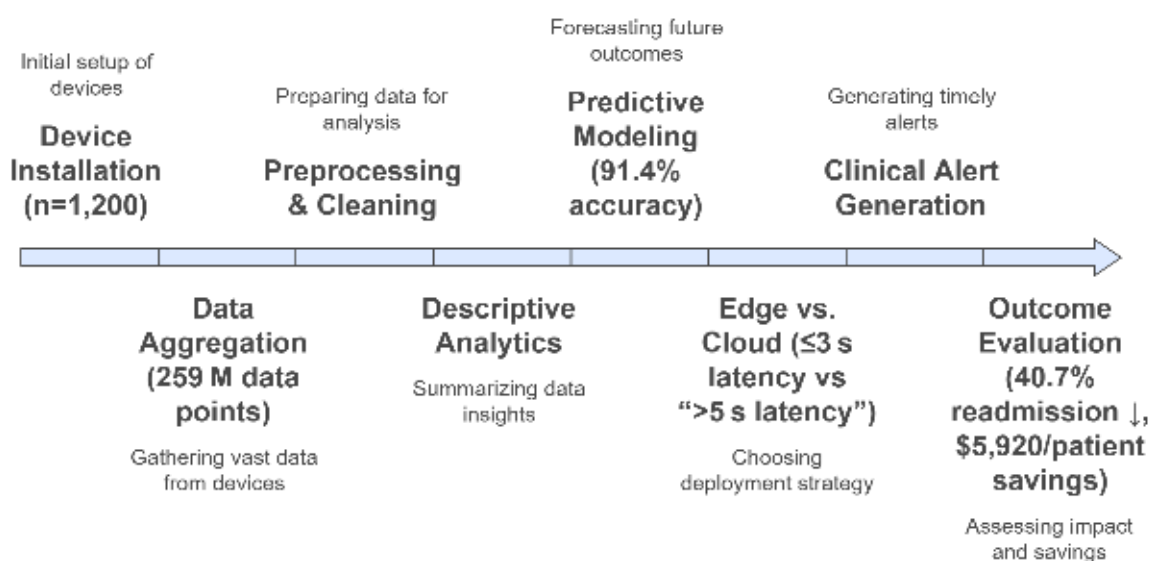 Initial setup of
devices
Device
Installation
(n=1,200)
Data
Aggregation
(259 M data
points)
Gathering vast data
from devices
Preparing data for
analysis
Preprocessing
& Cleaning
Descriptive
Analytics
Summarizing data
insights
Forecasting future
outcomes
Predictive
Modeling
(91.4%
accuracy)
Edge vs.
Cloud (≤3 s
latency vs
“>5 s latency”)
Choosing
deployment strategy
Generating timely
alerts
Clinical Alert
Generation
Outcome
Evaluation
(40.7%
readmission ↓,
$5,920/patient
savings)
Assessing impact
and savings